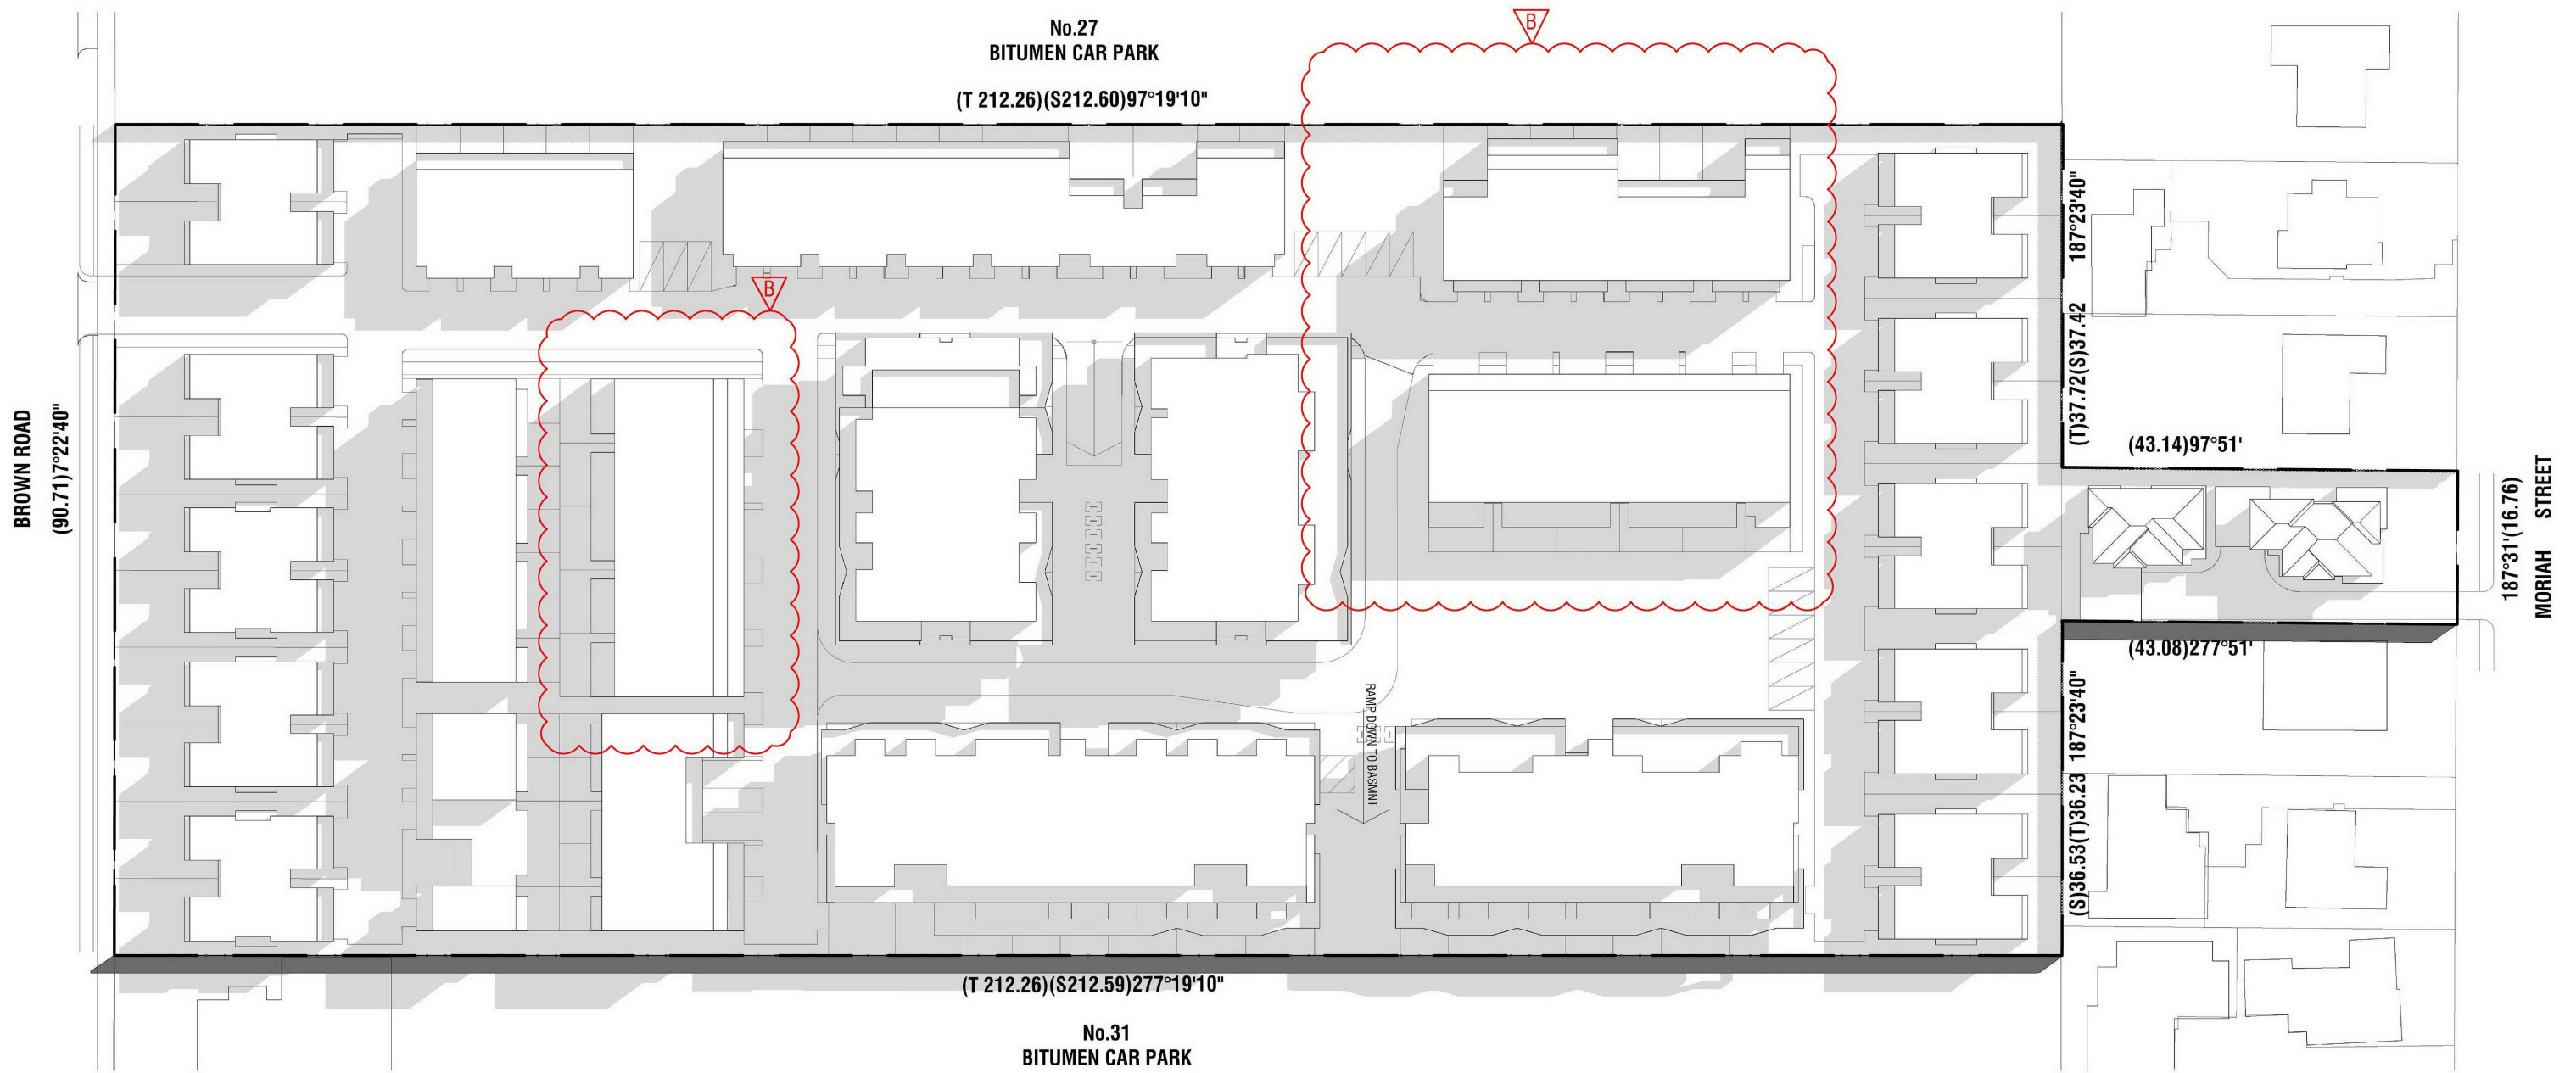 No.27
BITUMEN CAR PARK
(T 212.26)(S212.60)97°19'10"
B
B
BROWN ROAD
(90.71)7°22'40"
187°23'40"
(T)37.72(S)37.42
(43.14)97°51'
187°31'(16.76)
MORIAH STREET
(43.08)277°51'
187°23'40"
(S)36.53(T)36.23
RAMP DOWN TO BASMNT
(T 212.26)(S212.59)277°19'10"
No.31
BITUMEN CAR PARK